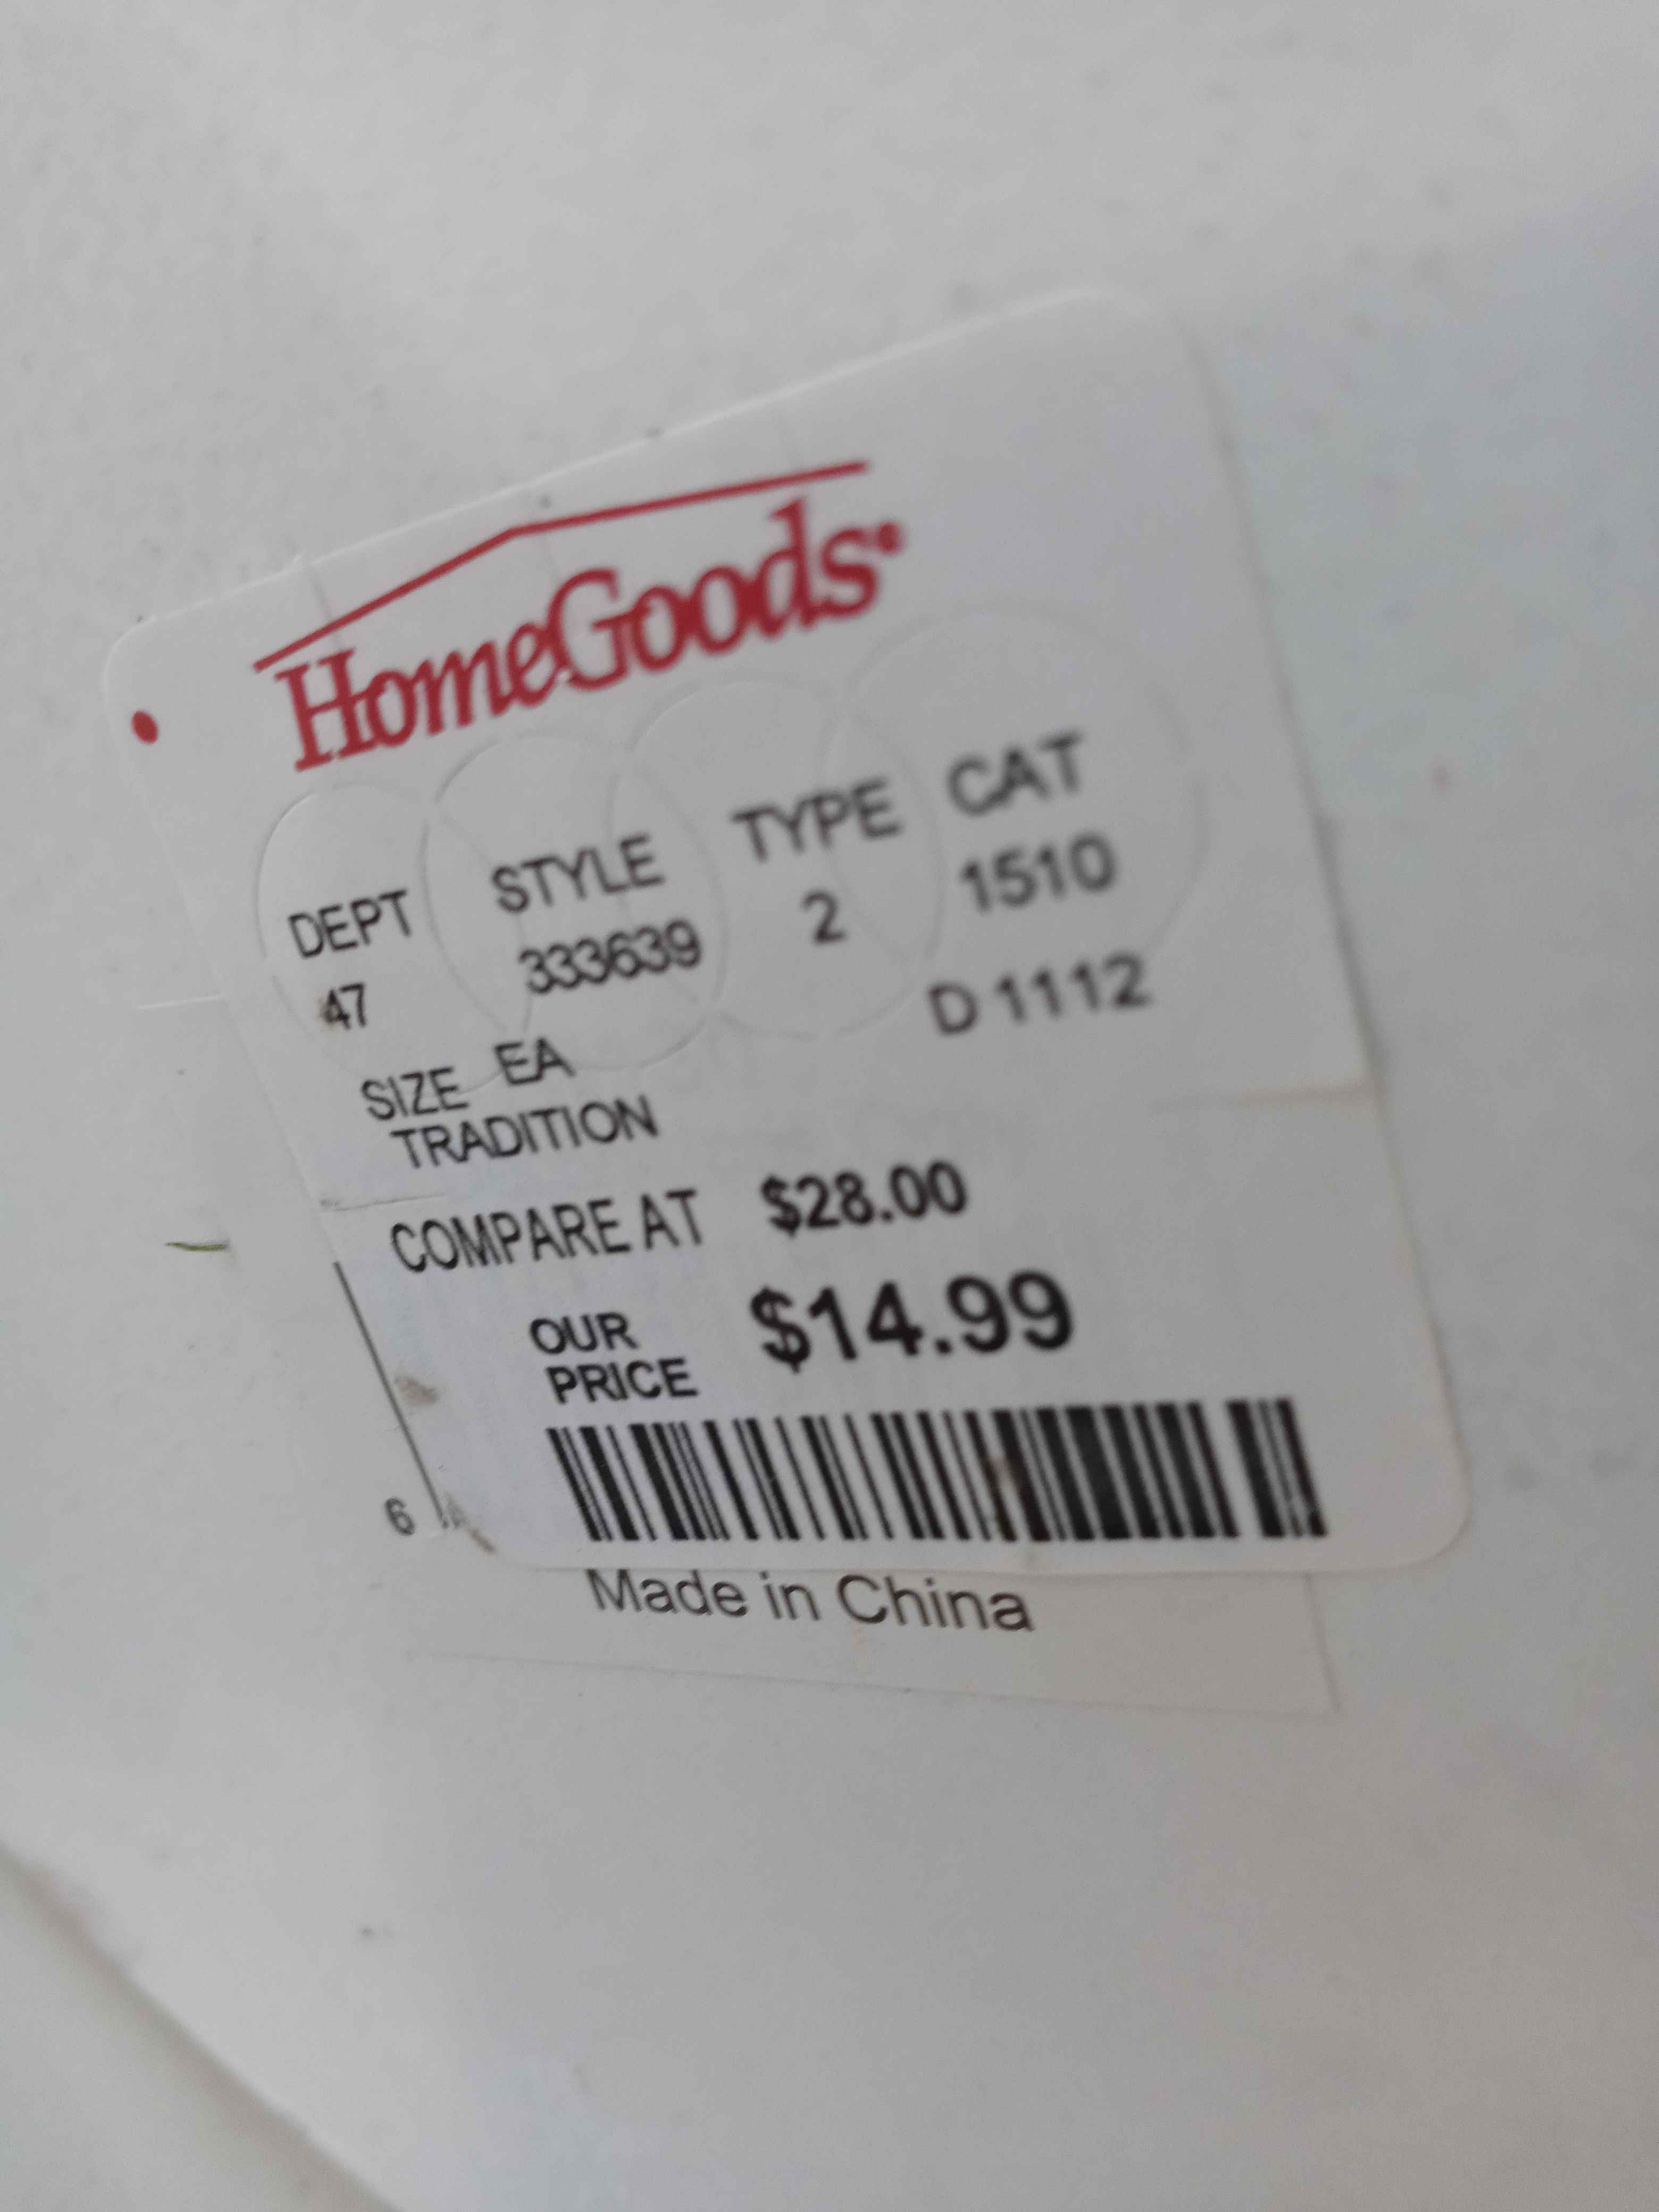 HomeGoods
DEPT STYLE TYPE CAT
47 333639 2 1510
SIZE EA D 1112
TRADITION
COMPARE AT $28.00
OUR PRICE $14.99
6
Made in China